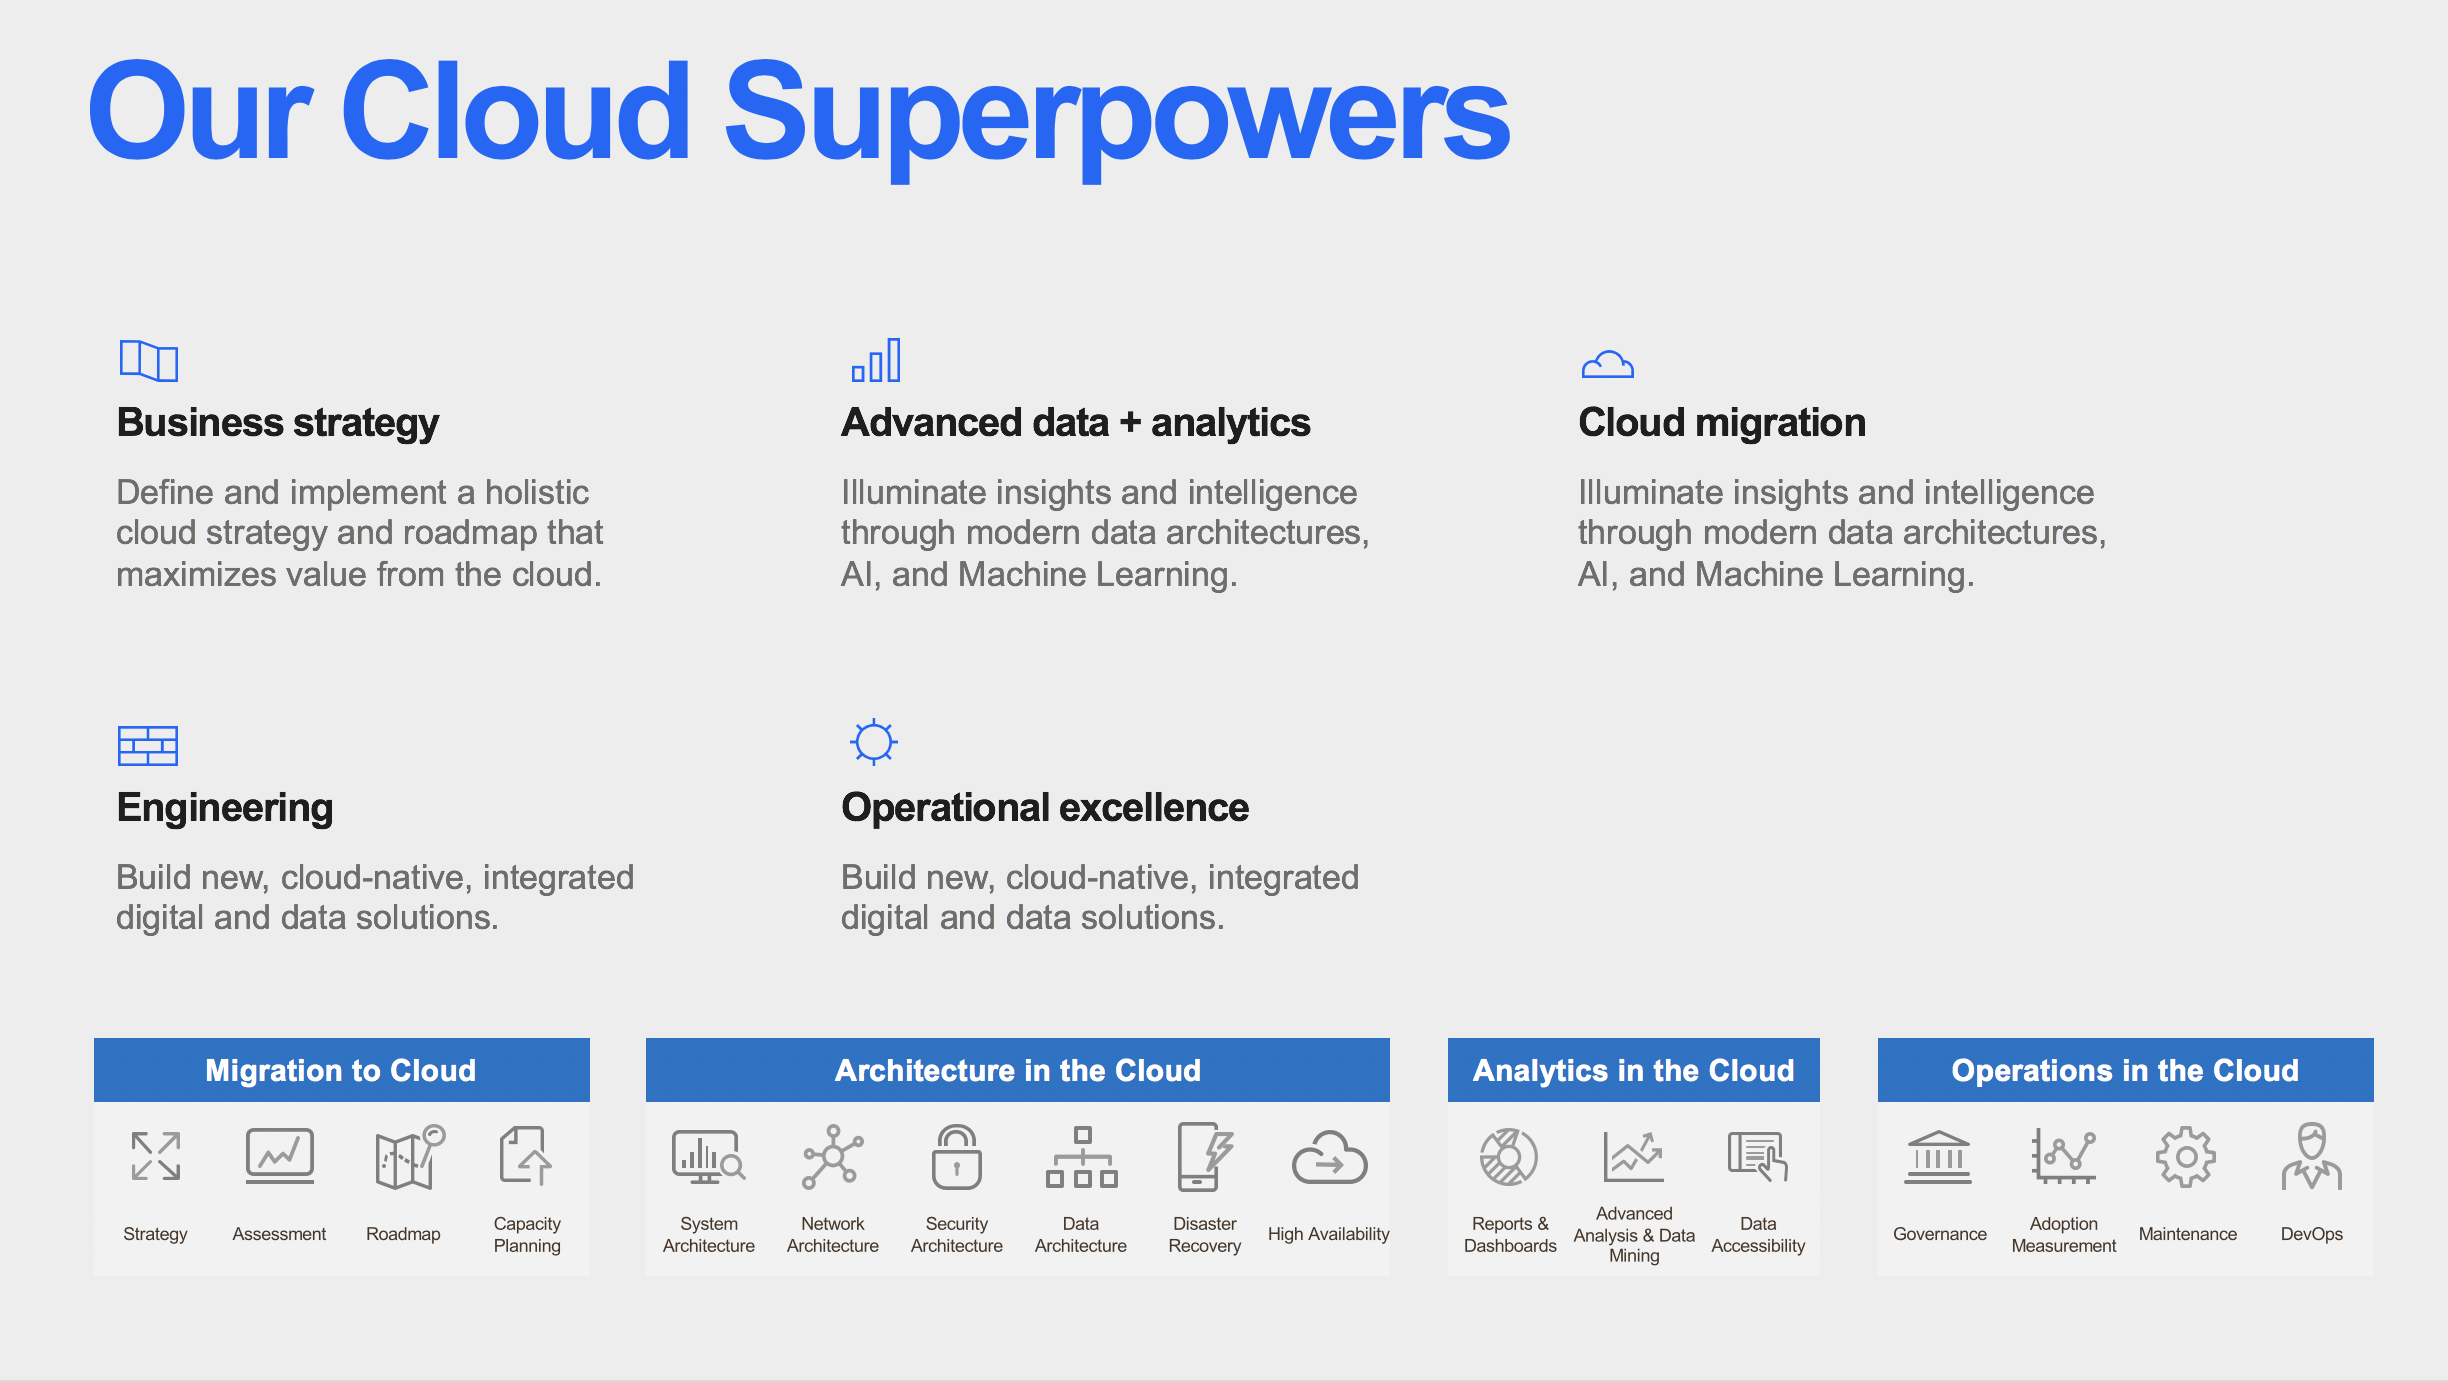 Our Cloud Superpowers
Business strategy
Define and implement a holistic
cloud strategy and roadmap that
maximizes value from the cloud.
Advanced data + analytics
Illuminate insights and intelligence
through modern data architectures,
AI, and Machine Learning.
Cloud migration
Illuminate insights and intelligence
through modern data architectures,
AI, and Machine Learning.
Engineering
Build new, cloud-native, integrated
digital and data solutions.
Operational excellence
Build new, cloud-native, integrated
digital and data solutions.
Migration to Cloud
Strategy
Assessment
Roadmap
Capacity
Planning
Architecture in the Cloud
System
Architecture
Network
Architecture
Security
Architecture
Data
Architecture
Disaster
Recovery
High Availability
Analytics in the Cloud
Reports &
Dashboards
Advanced
Analysis & Data
Mining
Data
Accessibility
Operations in the Cloud
Governance
Adoption
Measurement
Maintenance
DevOps